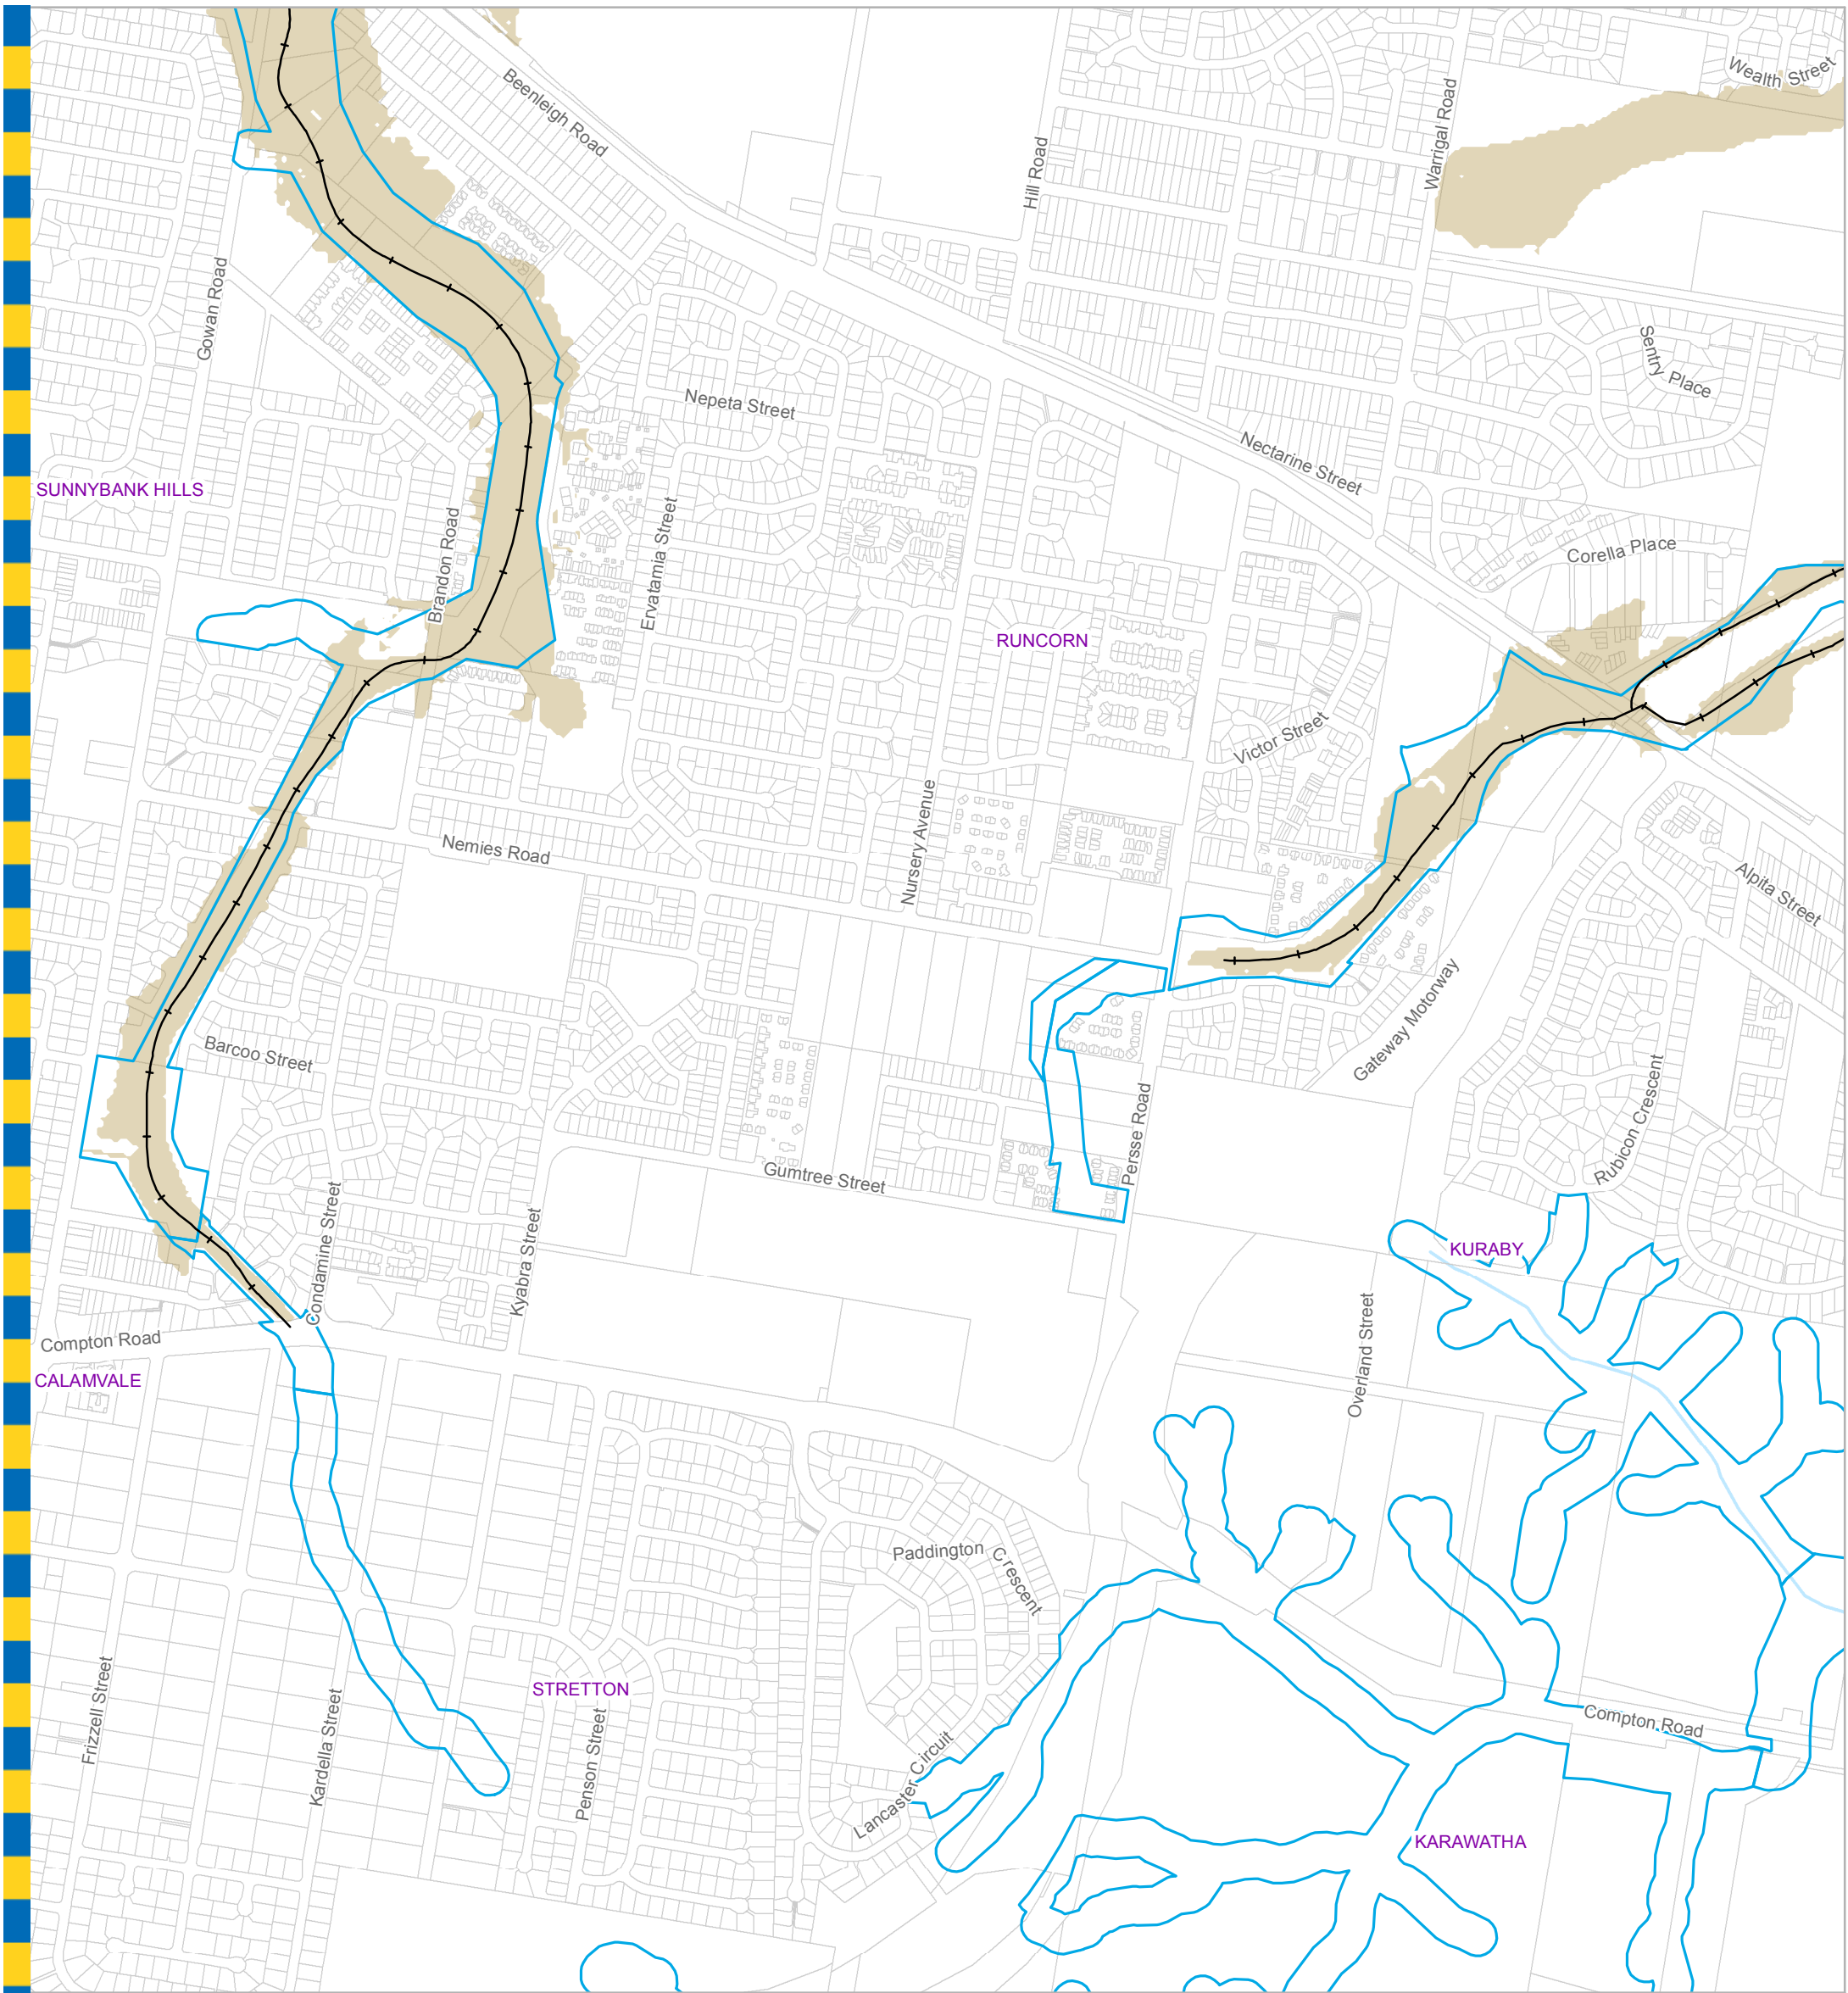 Wealth Street
Beenleigh Road
Warrigal Road
Hill Road
Gowan Road
Sentry Place
Nepeta Street
Nectarine Street
SUNNYBANK HILLS
Brandon Road
Ervatamia Street
Corella Place
RUNCORN
Victor Street
Nemies Road
Nursery Avenue
Alpita Street
Gateway Motorway
Barcoo Street
Rubicon Crescent
Persse Road
Gumtree Street
Condamine Street
Kyabra Street
KURABY
Overland Street
Compton Road
CALAMVALE
Paddington Crescent
STRETTON
Frizzell Street
Kardella Street
Penson Street
Compton Road
Lancaster Circuit
KARAWATHA